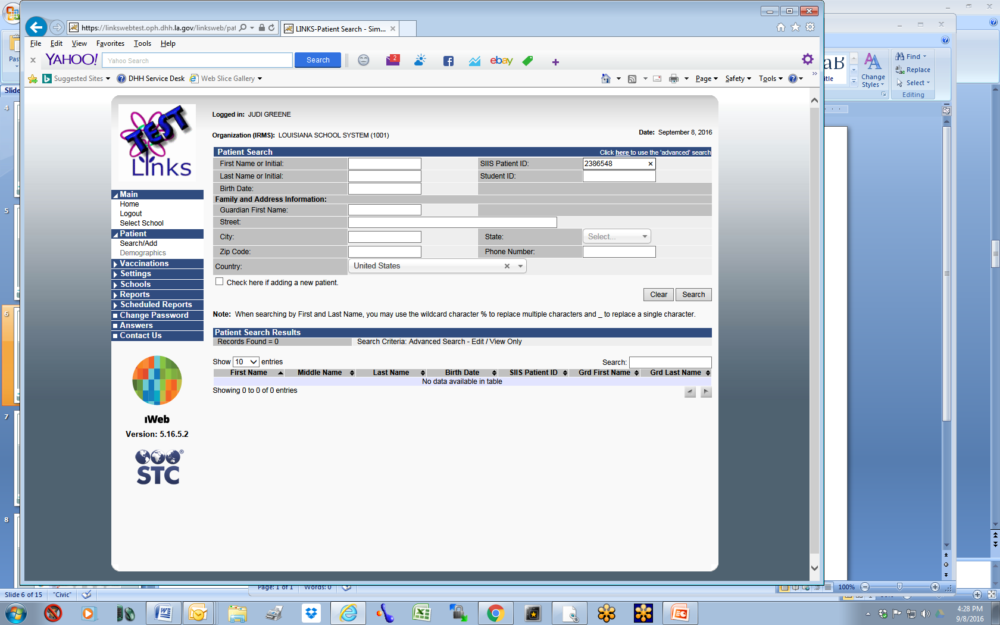 https://linkswebtest.oph.dhh.la.gov/linksweb/pat
LINKS-Patient Search - Sim...
File Edit View Favorites Tools Help
YAHOO! Yahoo Search Search 2 ebay
Suggested Sites DHH Service Desk Web Slice Gallery Page Safety Tools
Find
Replace
Select
Change
Styles
Editing
Slide
4
5
6
7
8
TEST
Links
Logged in: JUDI GREENE
Organization (IRMS): LOUISIANA SCHOOL SYSTEM (1001)
Date: September 8, 2016
Patient Search Click here to use the 'advanced' search
First Name or Initial: SIIS Patient ID: 2386548
Last Name or Initial: Student ID:
Birth Date:
Family and Address Information:
Guardian First Name:
Street:
City: State: Select...
Zip Code: Phone Number:
Country: United States
Check here if adding a new patient.
Clear Search
Note: When searching by First and Last Name, you may use the wildcard character % to replace multiple characters and _ to replace a single character.
Patient Search Results
Records Found = 0 Search Criteria: Advanced Search - Edit / View Only
Show 10 entries Search:
First Name Middle Name Last Name Birth Date SIIS Patient ID Grd First Name Grd Last Name
No data available in table
Showing 0 to 0 of 0 entries
Main
Home
Logout
Select School
Patient
Search/Add
Demographics
Vaccinations
Settings
Schools
Reports
Scheduled Reports
Change Password
Answers
Contact Us
iWeb
Version: 5.16.5.2
STC
Page: 1 of 1 Words: 0
100%
Slide 6 of 15 "Civic"
4:28 PM
9/8/2016